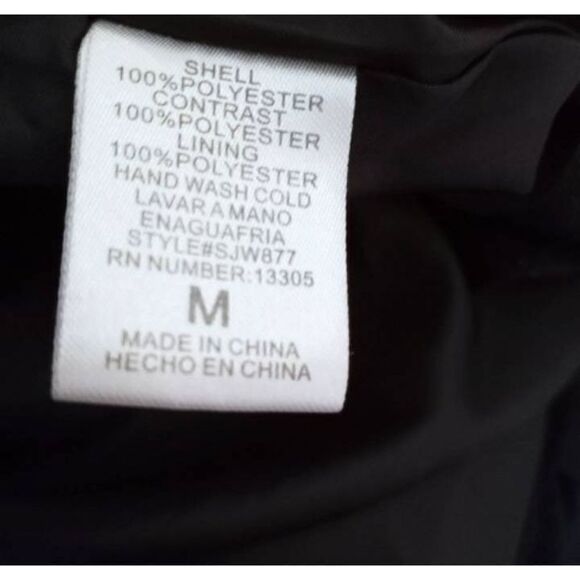 SHELL
100%POLYESTER
CONTRAST
100%POLYESTER
LINING
100%POLYESTER
HAND WASH COLD
LAVAR A MANO
ENAGUAFRIA
STYLE#SJW877
RN NUMBER:13305
M
MADE IN CHINA
HECHO EN CHINA